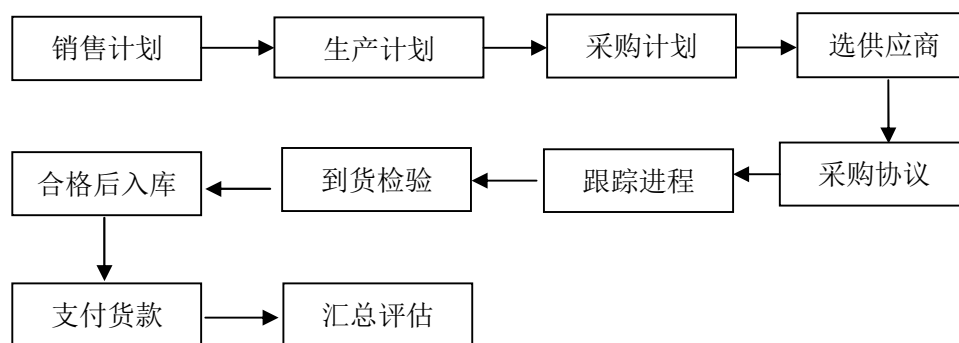 销售计划
生产计划
采购计划
选供应商
采购协议
跟踪进程
到货检验
合格后入库
支付货款
汇总评估